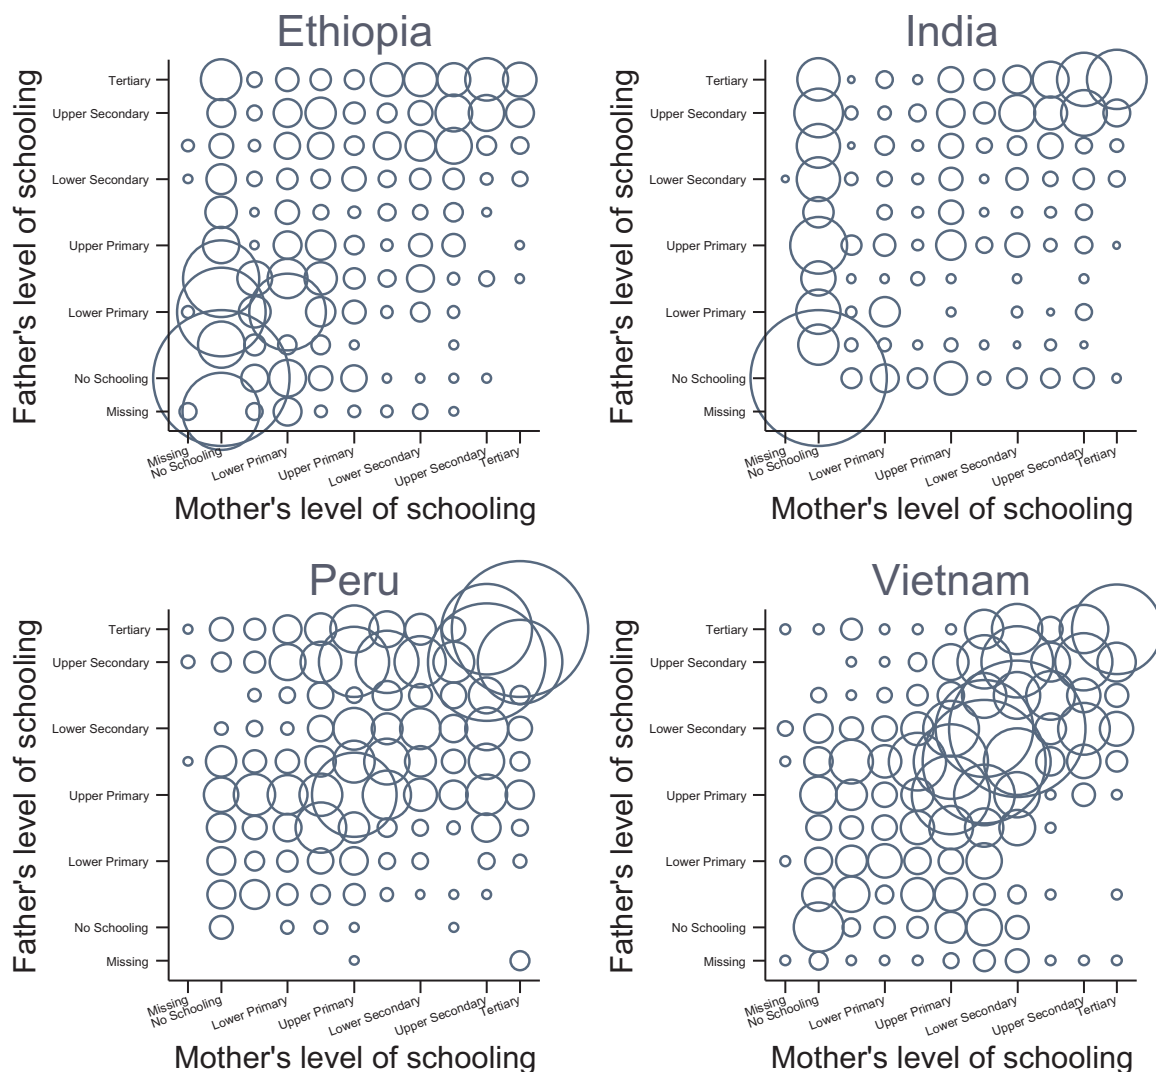 Ethiopia
Father's level of schooling
Tertiary
Upper Secondary
Lower Secondary
Upper Primary
Lower Primary
No Schooling
Missing
Missing
No Schooling
Lower Primary
Upper Primary
Lower Secondary
Upper Secondary
Tertiary
Mother's level of schooling
India
Father's level of schooling
Tertiary
Upper Secondary
Lower Secondary
Upper Primary
Lower Primary
No Schooling
Missing
Missing
No Schooling
Lower Primary
Upper Primary
Lower Secondary
Upper Secondary
Tertiary
Mother's level of schooling
Peru
Father's level of schooling
Tertiary
Upper Secondary
Lower Secondary
Upper Primary
Lower Primary
No Schooling
Missing
Missing
No Schooling
Lower Primary
Upper Primary
Lower Secondary
Upper Secondary
Tertiary
Mother's level of schooling
Vietnam
Father's level of schooling
Tertiary
Upper Secondary
Lower Secondary
Upper Primary
Lower Primary
No Schooling
Missing
Missing
No Schooling
Lower Primary
Upper Primary
Lower Secondary
Upper Secondary
Tertiary
Mother's level of schooling